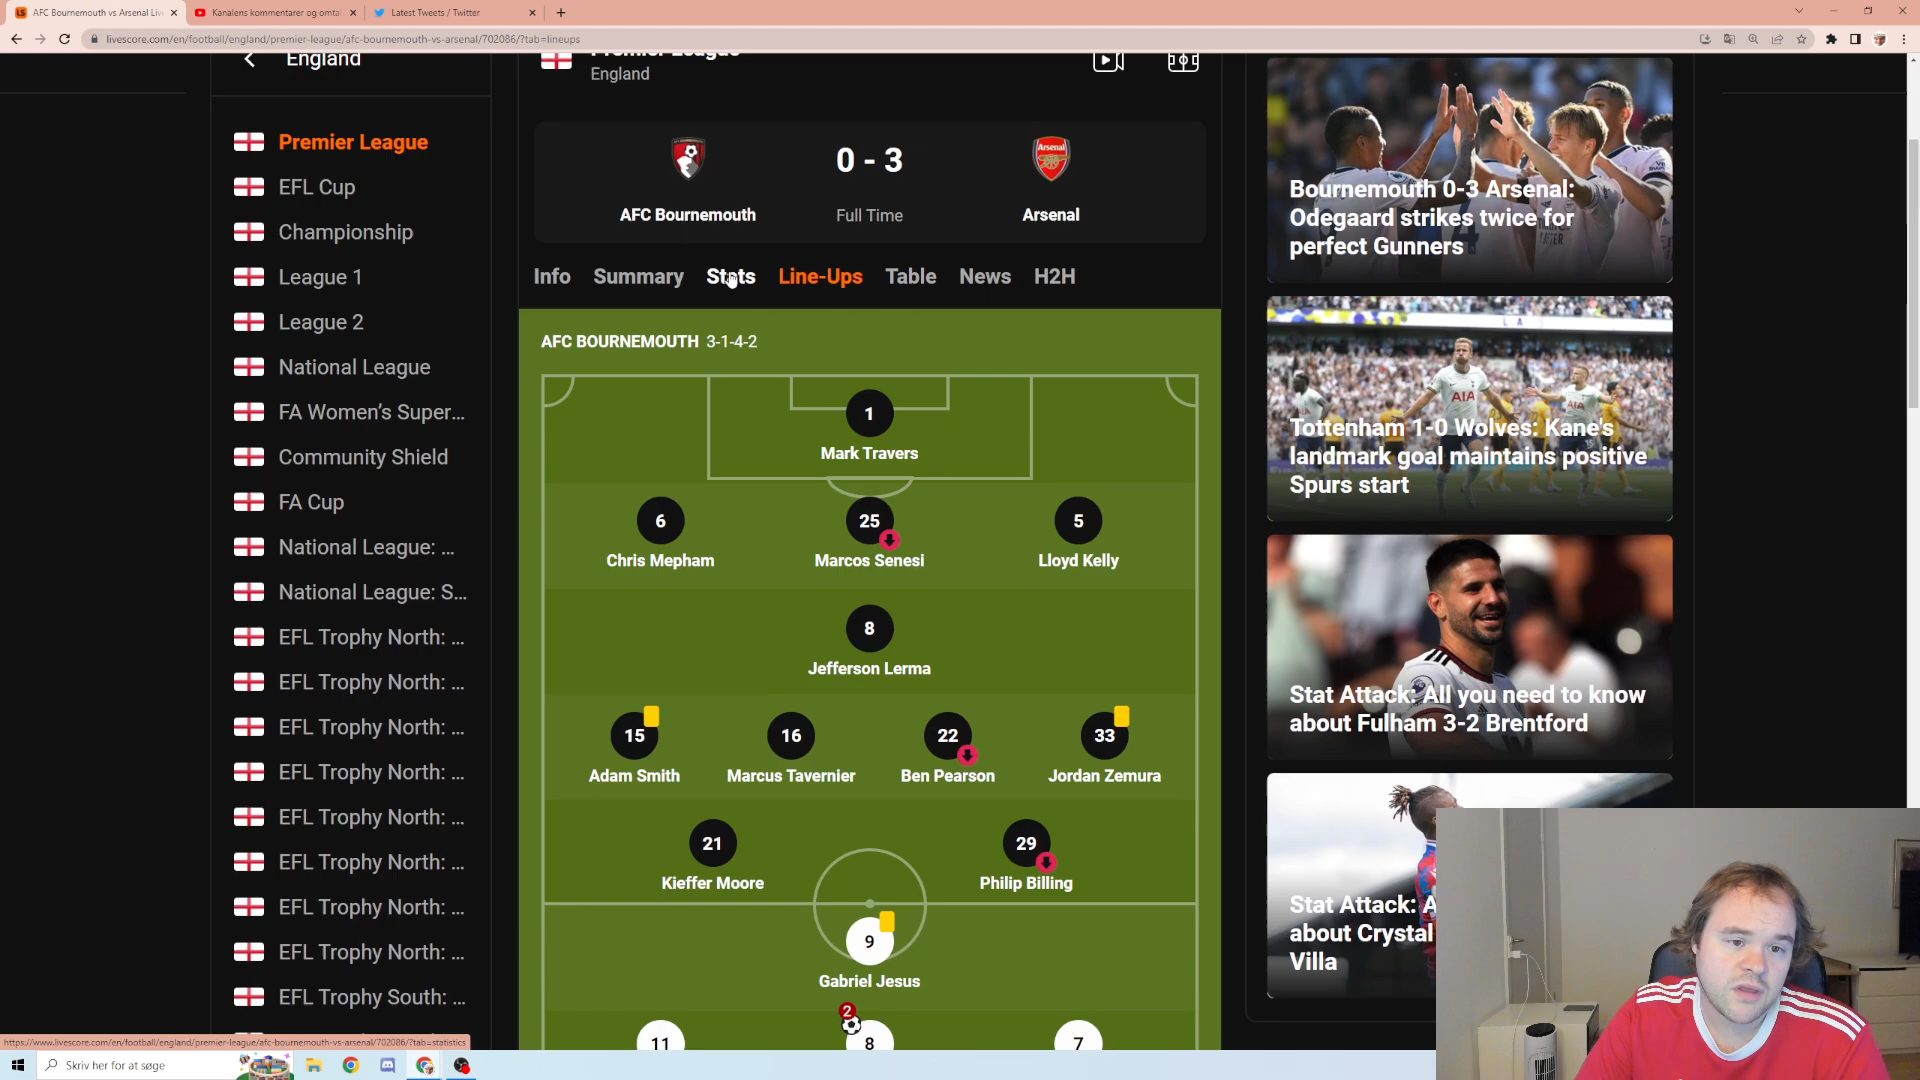 AFC Bournemouth vs Arsenal Liv
Kanalens kommentarer og omtal
Latest Tweets / Twitter
livescore.com/en/football/england/premier-league/afc-bournemouth-vs-arsenal/702086/?tab=lineups
England
Premier League
EFL Cup
Championship
League 1
League 2
National League
FA Women's Super...
Community Shield
FA Cup
National League: ...
National League: S...
EFL Trophy North: ...
EFL Trophy North: ...
EFL Trophy North: ...
EFL Trophy North: ...
EFL Trophy North: ...
EFL Trophy North: ...
EFL Trophy North: ...
EFL Trophy North: ...
EFL Trophy South: ...
Premier League
England
0 - 3
AFC Bournemouth
Full Time
Arsenal
Arsenal
Info Summary Stats Line-Ups Table News H2H
AFC BOURNEMOUTH 3-1-4-2
1
Mark Travers
6 25 5
Chris Mepham Marcos Senesi Lloyd Kelly
8
Jefferson Lerma
15 16 22 33
Adam Smith Marcus Tavernier Ben Pearson Jordan Zemura
21 29
Kieffer Moore Philip Billing
9
Gabriel Jesus
2
11 8 7
Bournemouth 0-3 Arsenal:
Odegaard strikes twice for
perfect Gunners
AIA
AIA
Tottenham 1-0 Wolves: Kane's
landmark goal maintains positive
Spurs start
Stat Attack: All you need to know
about Fulham 3-2 Brentford
Stat Attack: A
about Crystal
Villa
https://www.livescore.com/en/football/england/premier-league/afc-bournemouth-vs-arsenal/702086/?tab=statistics
Skriv her for at søge